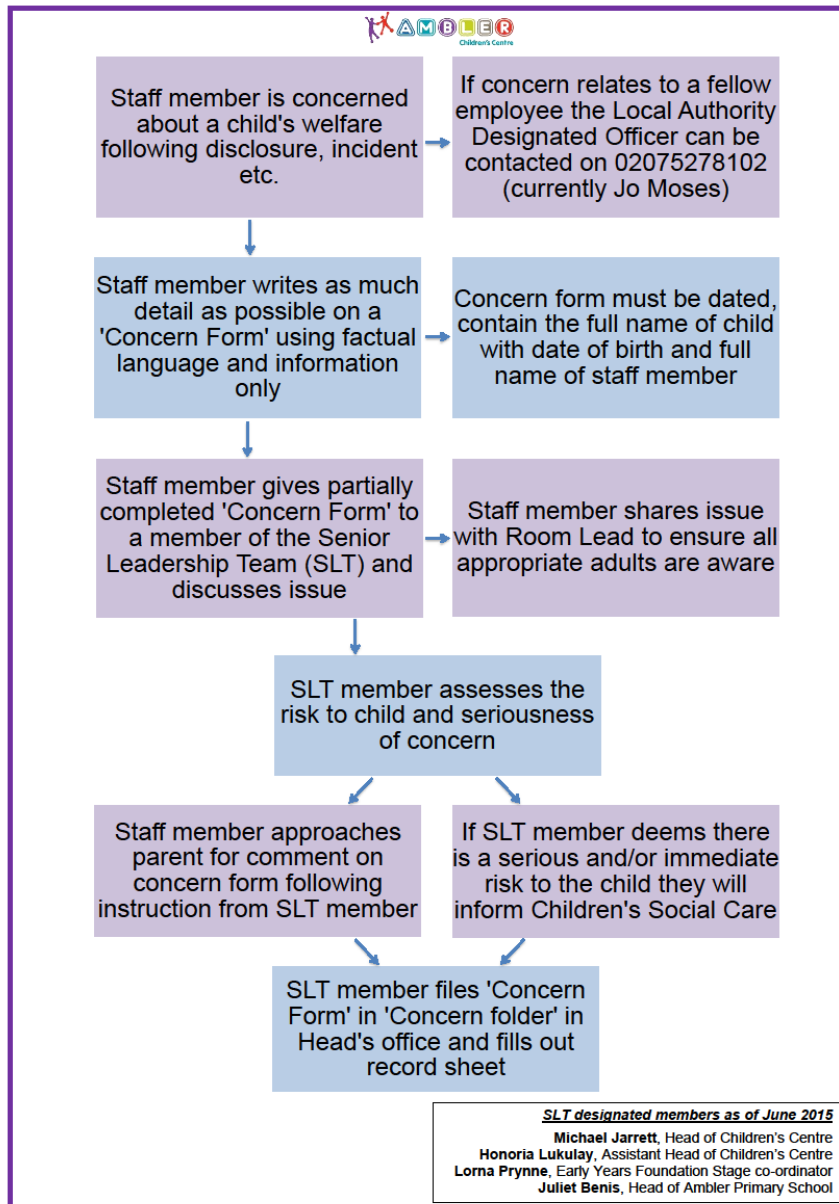 AMBLER
Children's Centre
Staff member is concerned
about a child's welfare
following disclosure, incident
etc.
If concern relates to a fellow
employee the Local Authority
Designated Officer can be
contacted on 02075278102
(currently Jo Moses)
Staff member writes as much
detail as possible on a
'Concern Form' using factual
language and information
only
Concern form must be dated,
contain the full name of child
with date of birth and full
name of staff member
Staff member gives partially
completed 'Concern Form' to
a member of the Senior
Leadership Team (SLT) and
discusses issue
Staff member shares issue
with Room Lead to ensure all
appropriate adults are aware
SLT member assesses the
risk to child and seriousness
of concern
Staff member approaches
parent for comment on
concern form following
instruction from SLT member
If SLT member deems there
is a serious and/or immediate
risk to the child they will
inform Children's Social Care
SLT member files 'Concern
Form' in 'Concern folder' in
Head's office and fills out
record sheet
SLT designated members as of June 2015
Michael Jarrett, Head of Children's Centre
Honoria Lukulay, Assistant Head of Children's Centre
Lorna Prynne, Early Years Foundation Stage co-ordinator
Juliet Benis, Head of Ambler Primary School